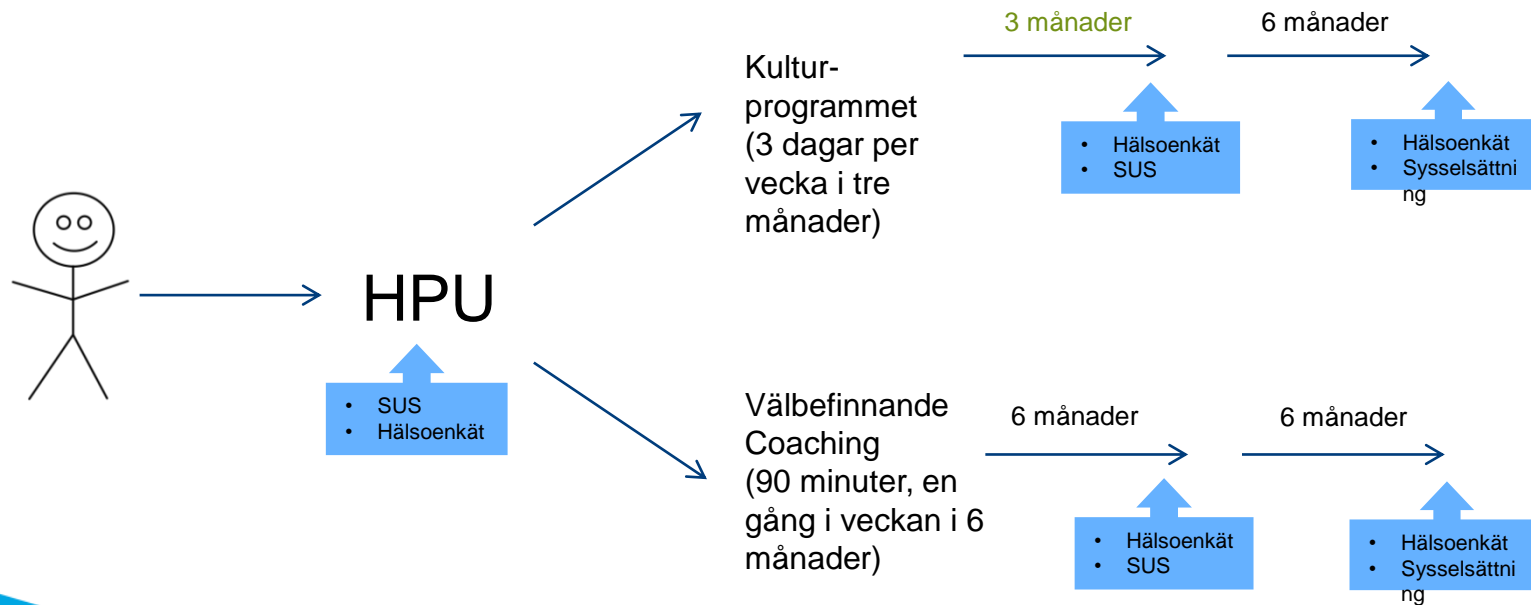 3 månader
6 månader
Kultur-
programmet
(3 dagar per
vecka i tre
månader)
• Hälsoenkät
• SUS
• Hälsoenkät
• Sysselsättni
ng
HPU
• SUS
• Hälsoenkät
Välbefinnande
Coaching
(90 minuter, en
gång i veckan i 6
månader)
6 månader
6 månader
• Hälsoenkät
• SUS
• Hälsoenkät
• Sysselsättni
ng